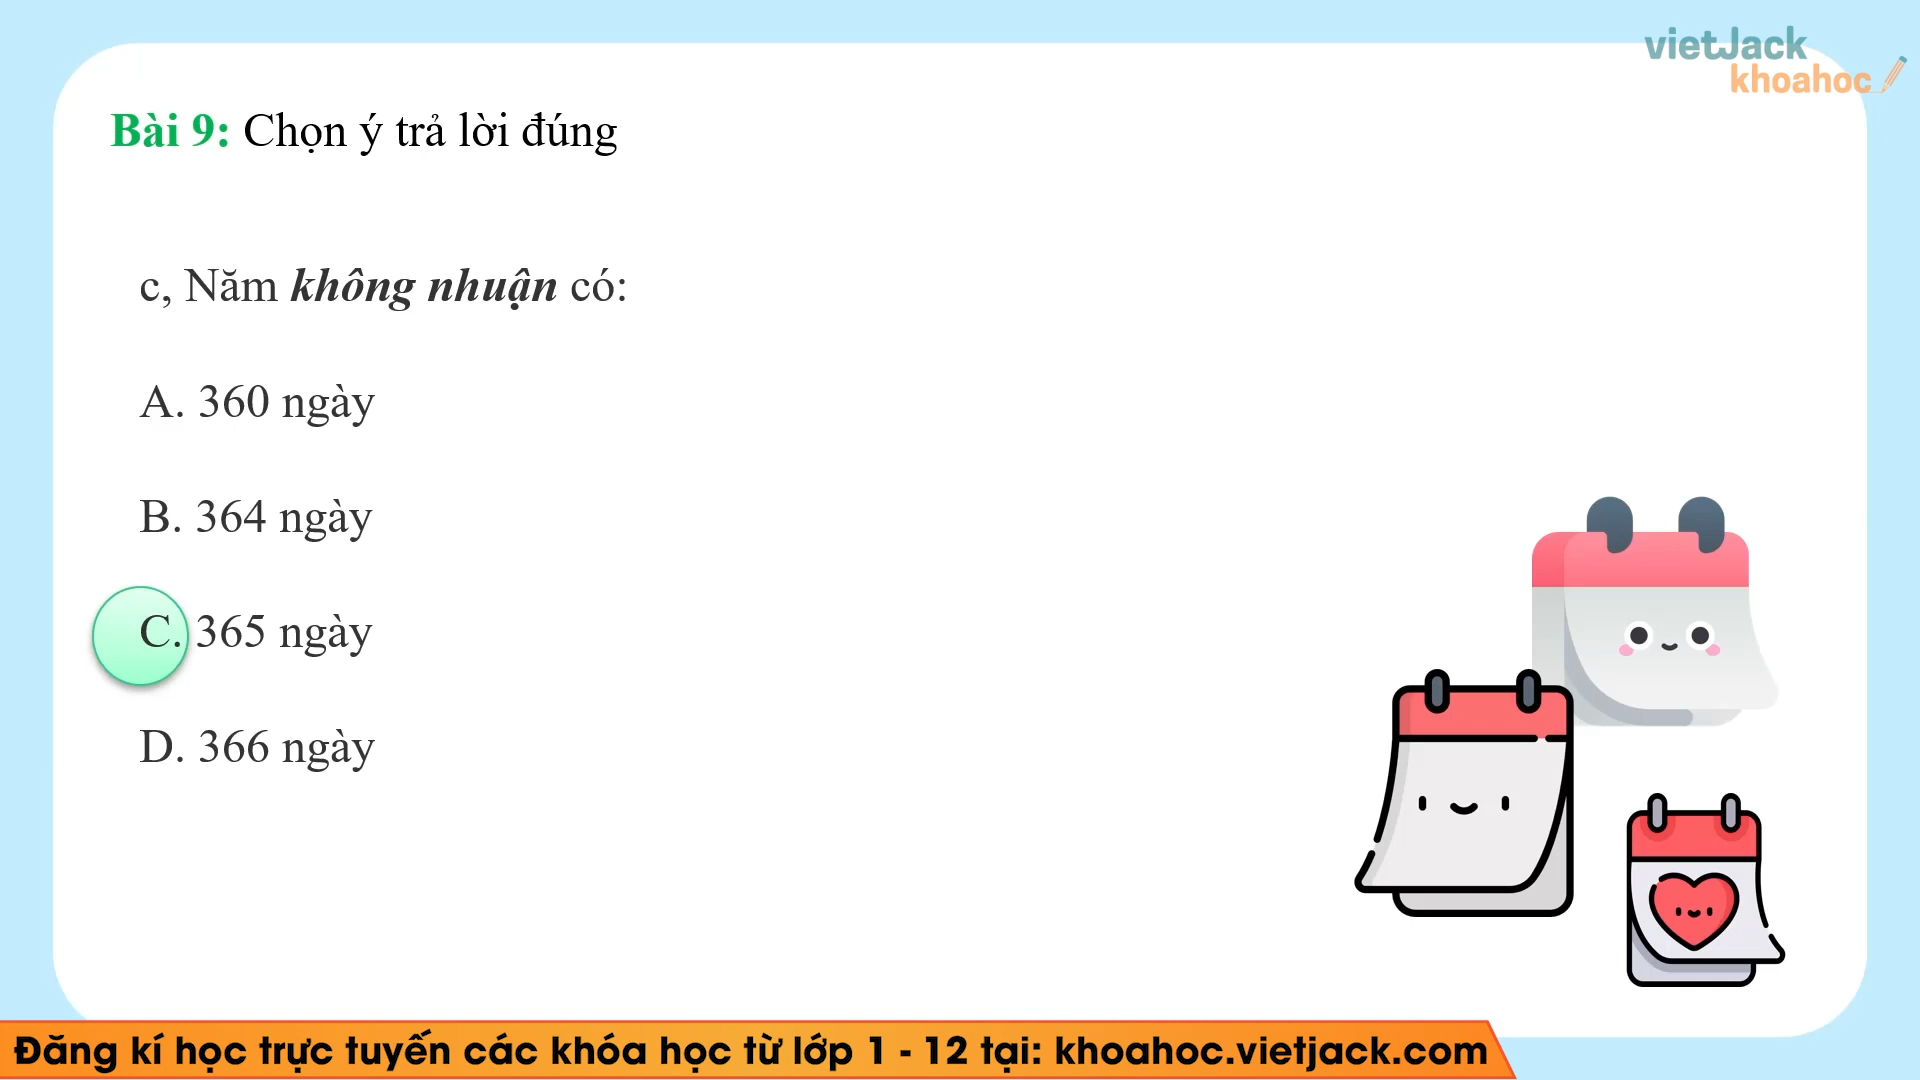 vietJack
khoahoc
Bài 9: Chọn ý trả lời đúng
c, Năm không nhuận có:
A. 360 ngày
B. 364 ngày
C. 365 ngày
D. 366 ngày
Đăng kí học trực tuyến các khóa học từ lớp 1 - 12 tại: khoahoc.vietjack.com